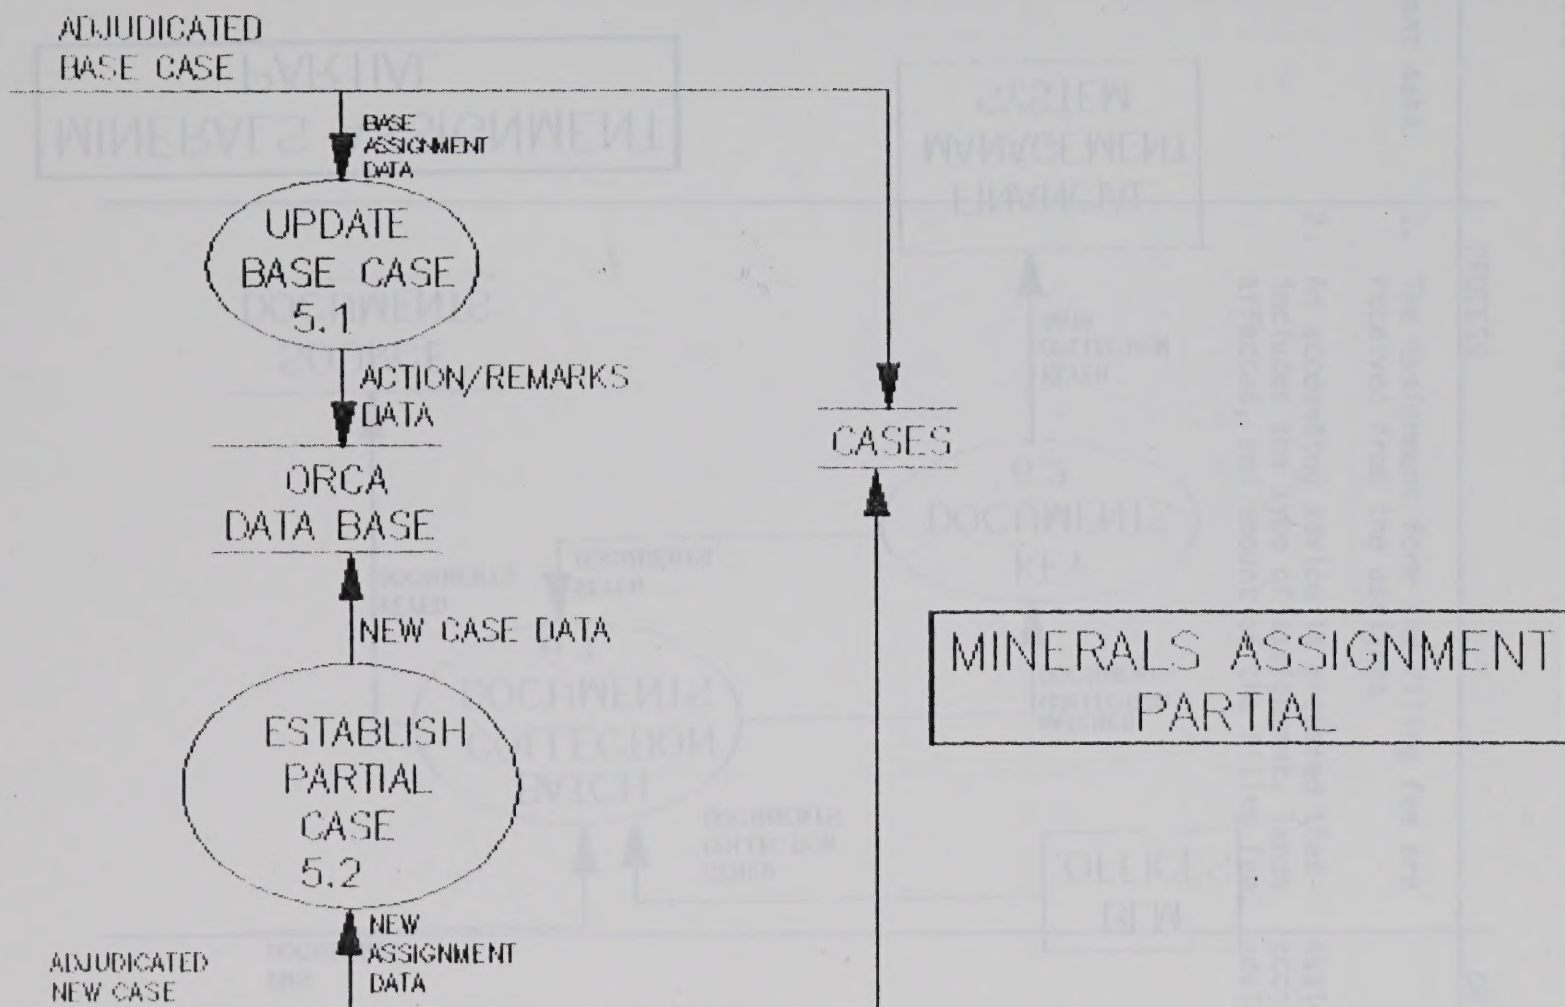 ADJUDICATED
BASE CASE
BASE
ASSIGNMENT
DATA
UPDATE
BASE CASE
5.1
ACTION/REMARKS
DATA
ORCA
DATA BASE
NEW CASE DATA
ESTABLISH
PARTIAL
CASE
5.2
NEW
ASSIGNMENT
DATA
ADJUDICATED
NEW CASE
CASES
MINERALS ASSIGNMENT
PARTIAL